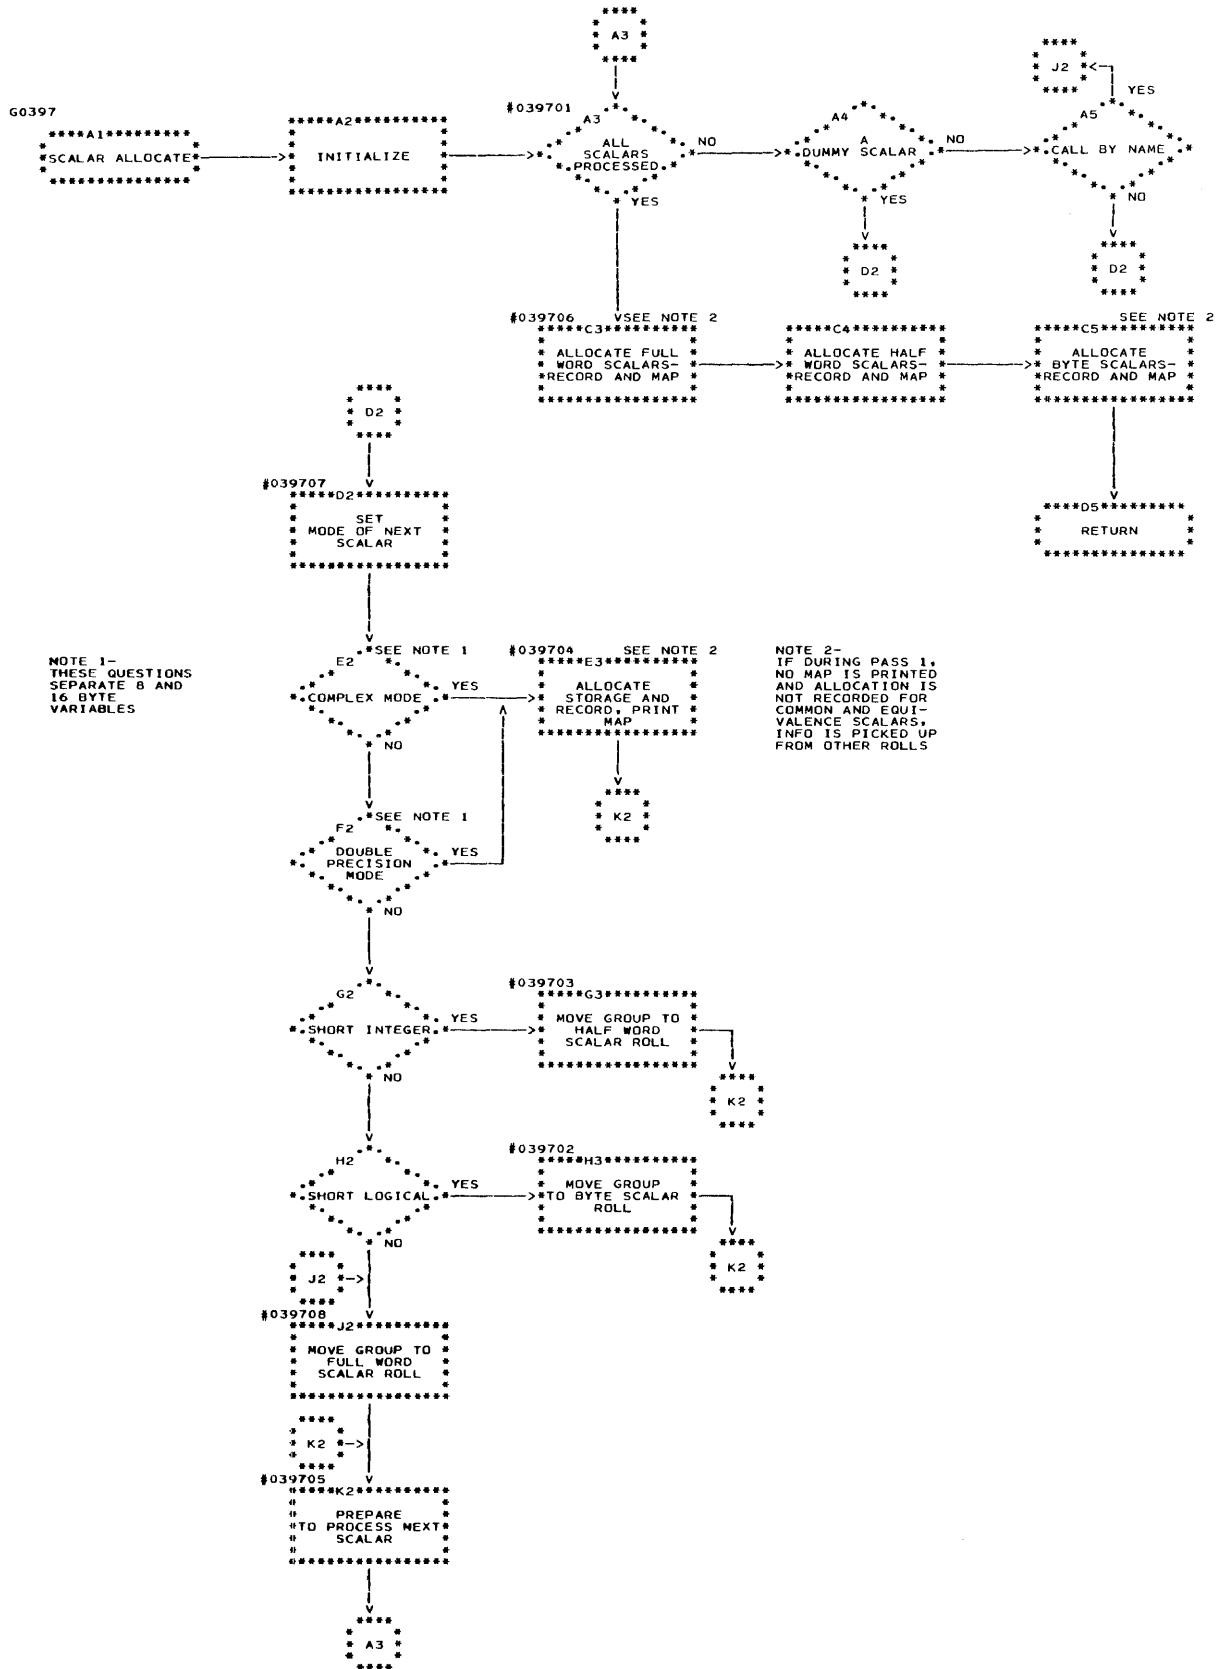 A3
J2
YES
G0397
#039701
A1
SCALAR ALLOCATE
A2
INITIALIZE
A3
ALL
SCALARS
PROCESSED
NO
YES
A4
A
DUMMY SCALAR
NO
YES
A5
CALL BY NAME
NO
D2
D2
#039706
SEE NOTE 2
C3
ALLOCATE FULL
WORD SCALARS-
RECORD AND MAP
C4
ALLOCATE HALF
WORD SCALARS-
RECORD AND MAP
SEE NOTE 2
C5
ALLOCATE
BYTE SCALARS-
RECORD AND MAP
D2
#039707
D2
SET
MODE OF NEXT
SCALAR
D5
RETURN
NOTE 1-
THESE QUESTIONS
SEPARATE 8 AND
16 BYTE
VARIABLES
SEE NOTE 1
E2
COMPLEX MODE
YES
NO
#039704
SEE NOTE 2
E3
ALLOCATE
STORAGE AND
RECORD, PRINT
MAP
NOTE 2-
IF DURING PASS 1,
NO MAP IS PRINTED
AND ALLOCATION IS
NOT RECORDED FOR
COMMON AND EQUI-
VALENCE SCALARS,
INFO IS PICKED UP
FROM OTHER ROLLS
K2
SEE NOTE 1
F2
DOUBLE
PRECISION
MODE
YES
NO
G2
SHORT INTEGER
YES
NO
#039703
G3
MOVE GROUP TO
HALF WORD
SCALAR ROLL
K2
H2
SHORT LOGICAL
YES
NO
#039702
H3
MOVE GROUP
TO BYTE SCALAR
ROLL
K2
J2
#039708
J2
MOVE GROUP TO
FULL WORD
SCALAR ROLL
K2
#039705
K2
PREPARE
TO PROCESS NEXT
SCALAR
A3